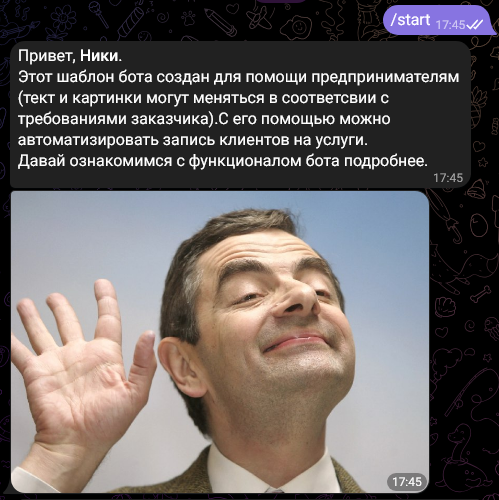 /start 17:45
Привет, Ники.
Этот шаблон бота создан для помощи предпринимателям
(тект и картинки могут меняться в соответсвии с
требованиями заказчика).С его помощью можно
автоматизировать запись клиентов на услуги.
Давай ознакомимся с функционалом бота подробнее.
17:45
17:45